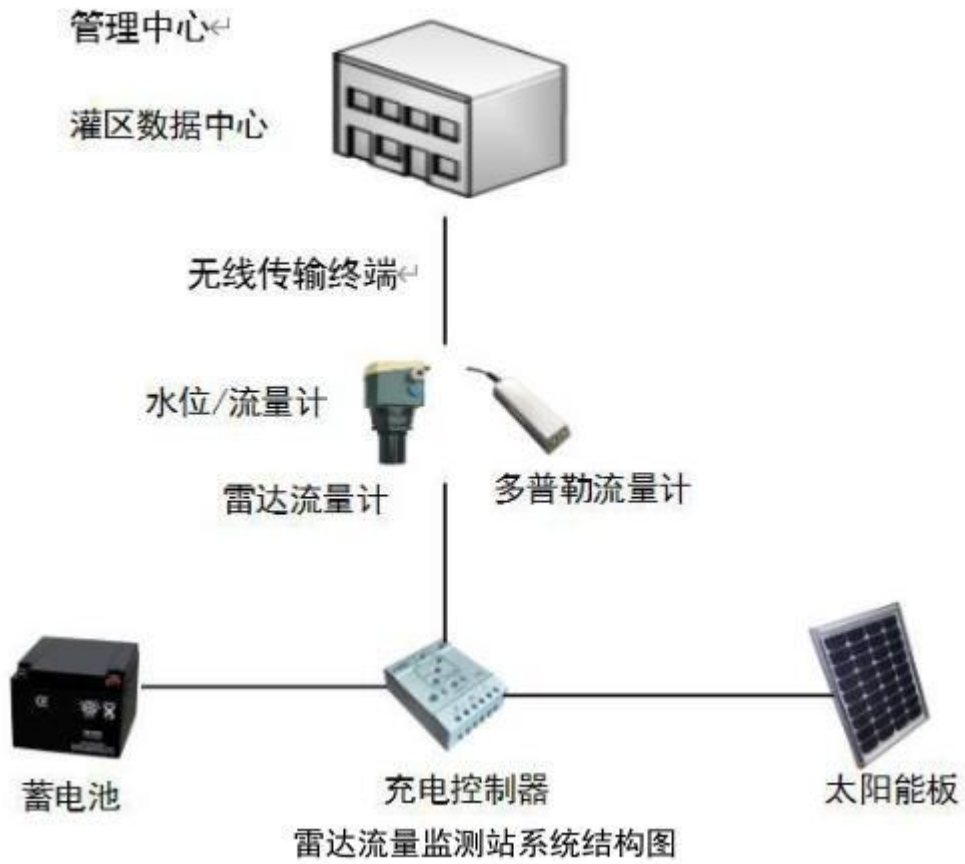 管理中心↵
灌区数据中心
无线传输终端↵
水位/流量计
雷达流量计
多普勒流量计
蓄电池
充电控制器
太阳能板
雷达流量监测站系统结构图